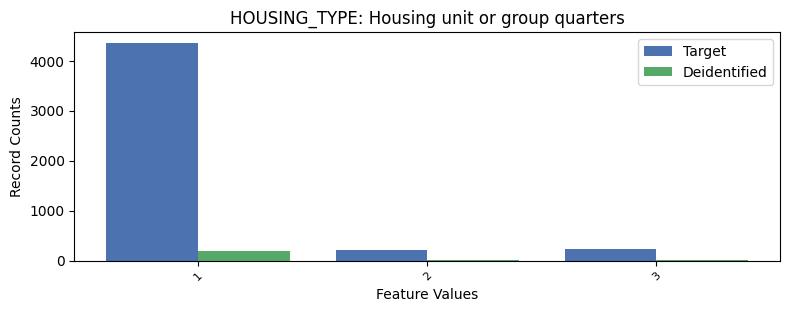 HOUSING_TYPE: Housing unit or group quarters
Target
Deidentified
Record Counts
4000
3000
2000
1000
0
1
2
3
Feature Values